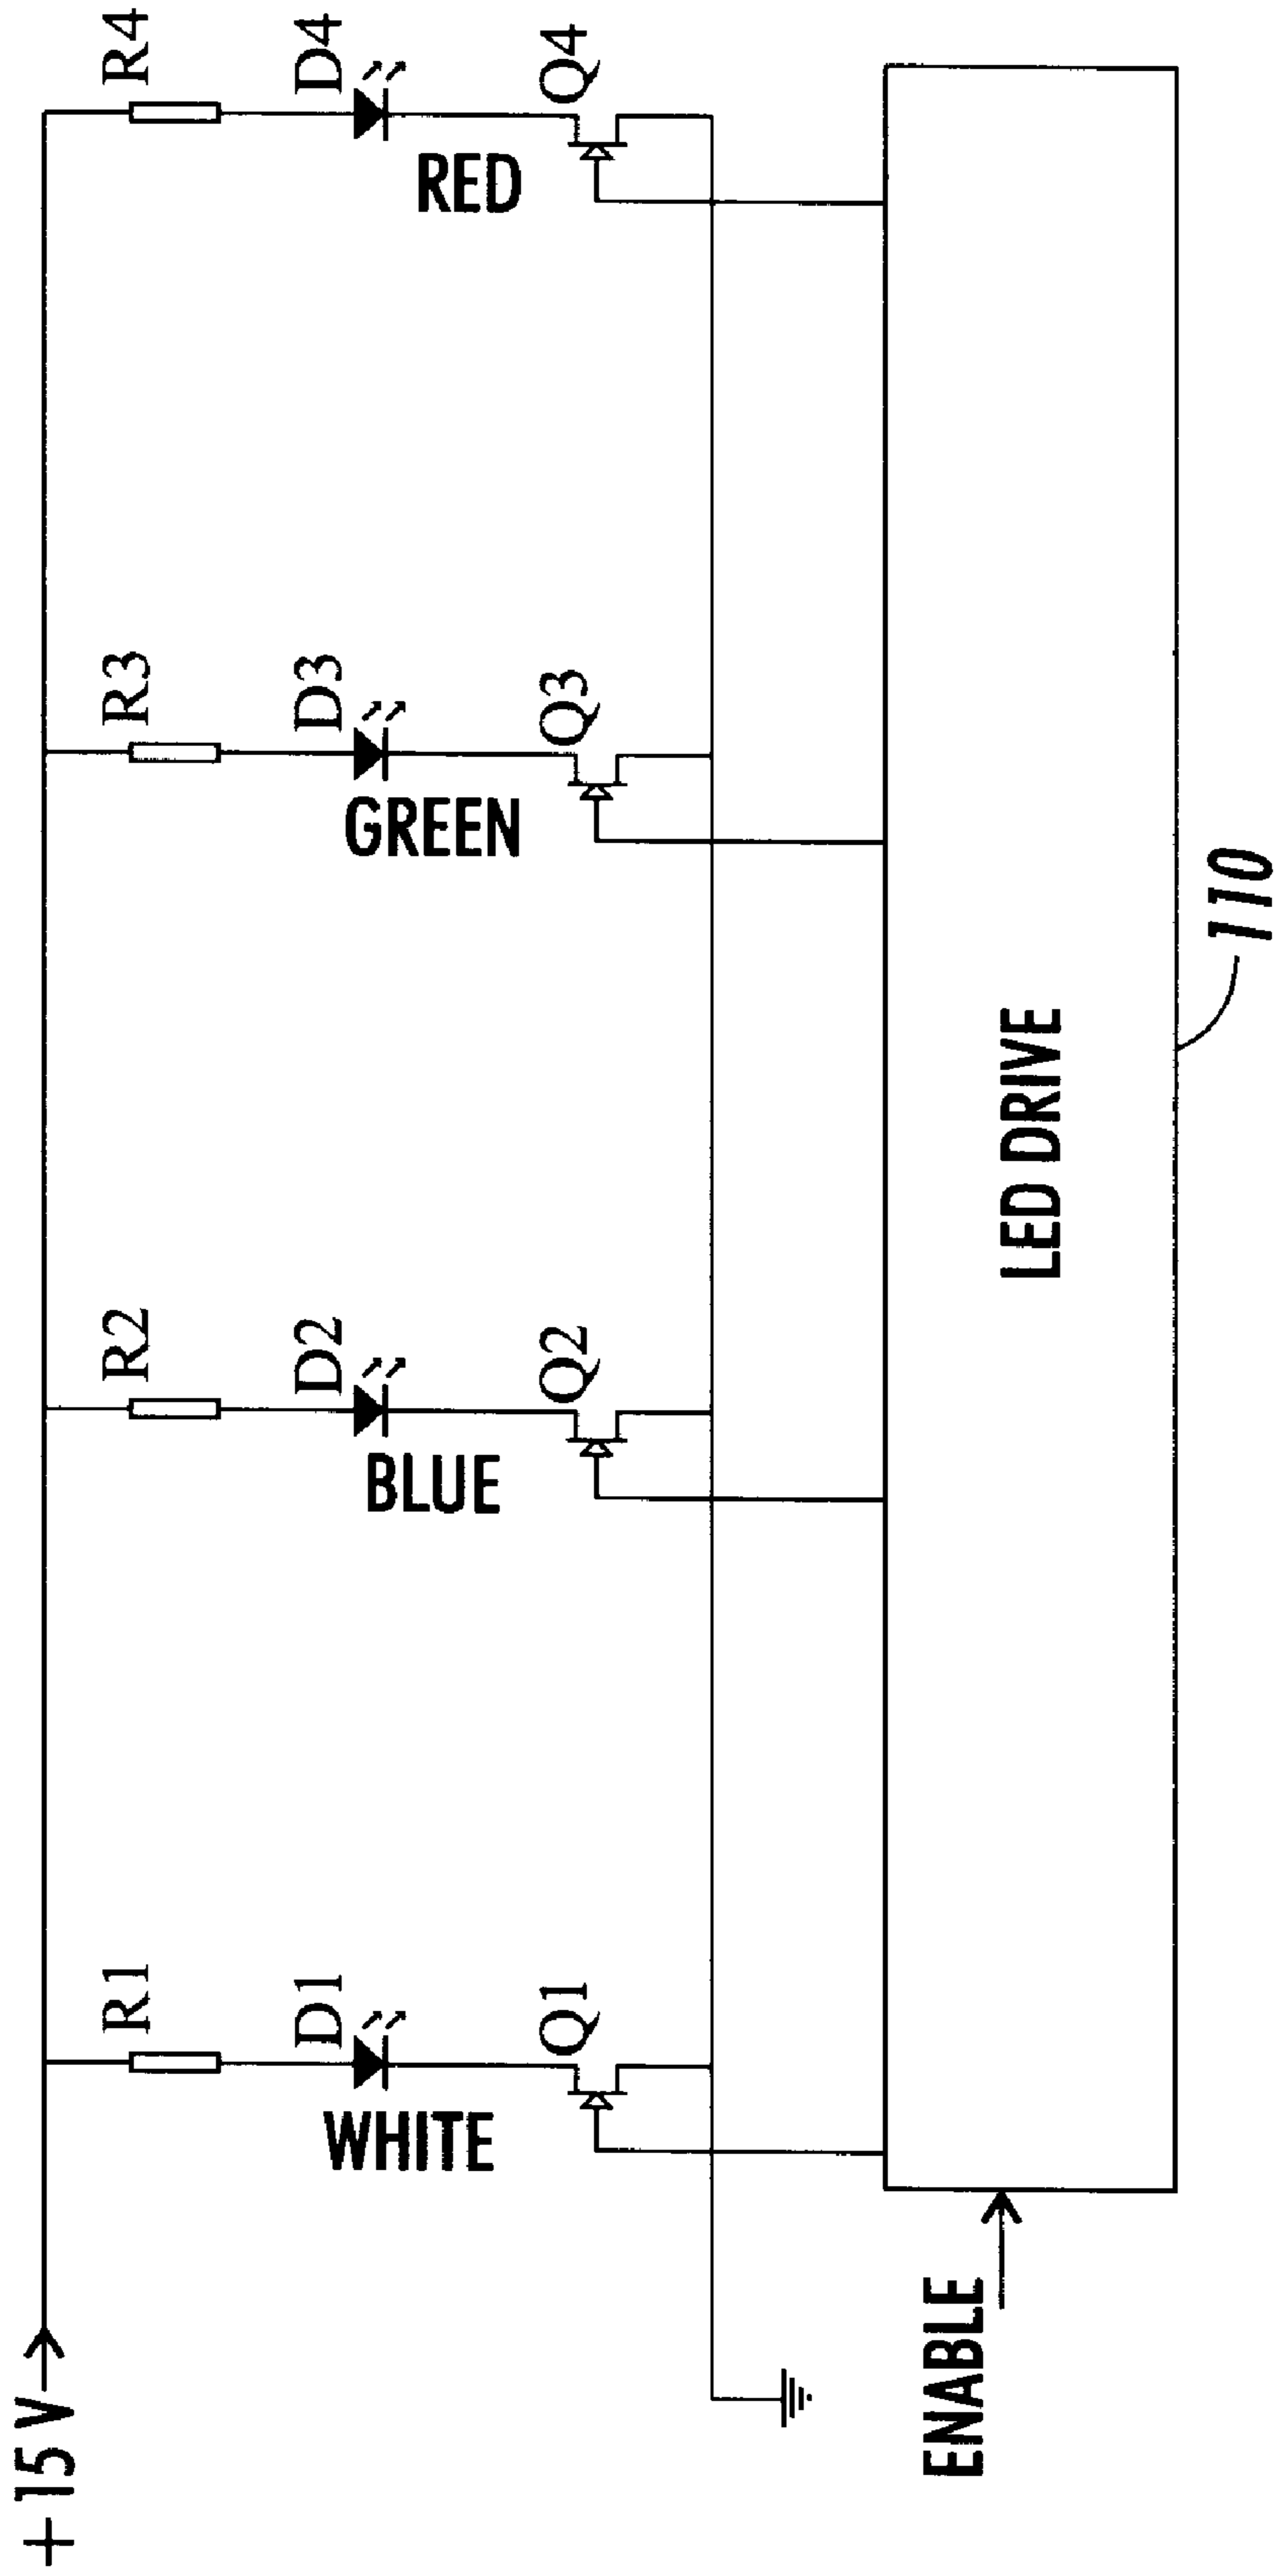 +15 V
R1
R2
R3
R4
D1
D2
D3
D4
WHITE
BLUE
GREEN
RED
Q1
Q2
Q3
Q4
ENABLE
LED DRIVE
110